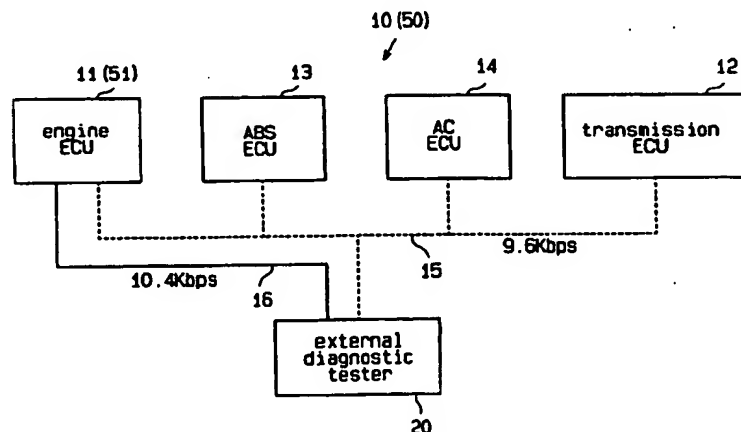 10 (50)
11 (51)
13
14
12
engine
ECU
ABS
ECU
AC
ECU
transmission
ECU
15
9.6Kbps
10.4Kbps
16
external
diagnostic
tester
20